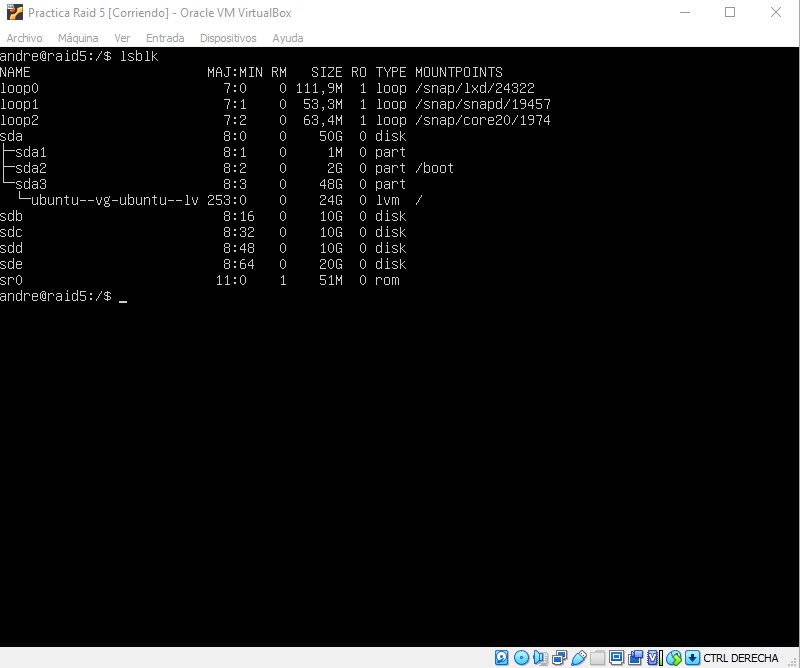 Practica Raid 5 [Corriendo] - Oracle VM VirtualBox
Archivo Máquina Ver Entrada Dispositivos Ayuda
andre@raid5:/$ lsblk
NAME MAJ:MIN RM SIZE RO TYPE MOUNTPOINTS
loop0 7:0 0 111,9M 1 loop /snap/lxd/24322
loop1 7:1 0 53,3M 1 loop /snap/snapd/19457
loop2 7:2 0 63,4M 1 loop /snap/core20/1974
sda 8:0 0 50G 0 disk
├─sda1 8:1 0 1M 0 part
├─sda2 8:2 0 2G 0 part /boot
└─sda3 8:3 0 48G 0 part
└─ubuntu--vg-ubuntu--lv 253:0 0 24G 0 lvm /
sdb 8:16 0 10G 0 disk
sdc 8:32 0 10G 0 disk
sdd 8:48 0 10G 0 disk
sde 8:64 0 20G 0 disk
sr0 11:0 1 51M 0 rom
andre@raid5:/$ _
CTRL DERECHA